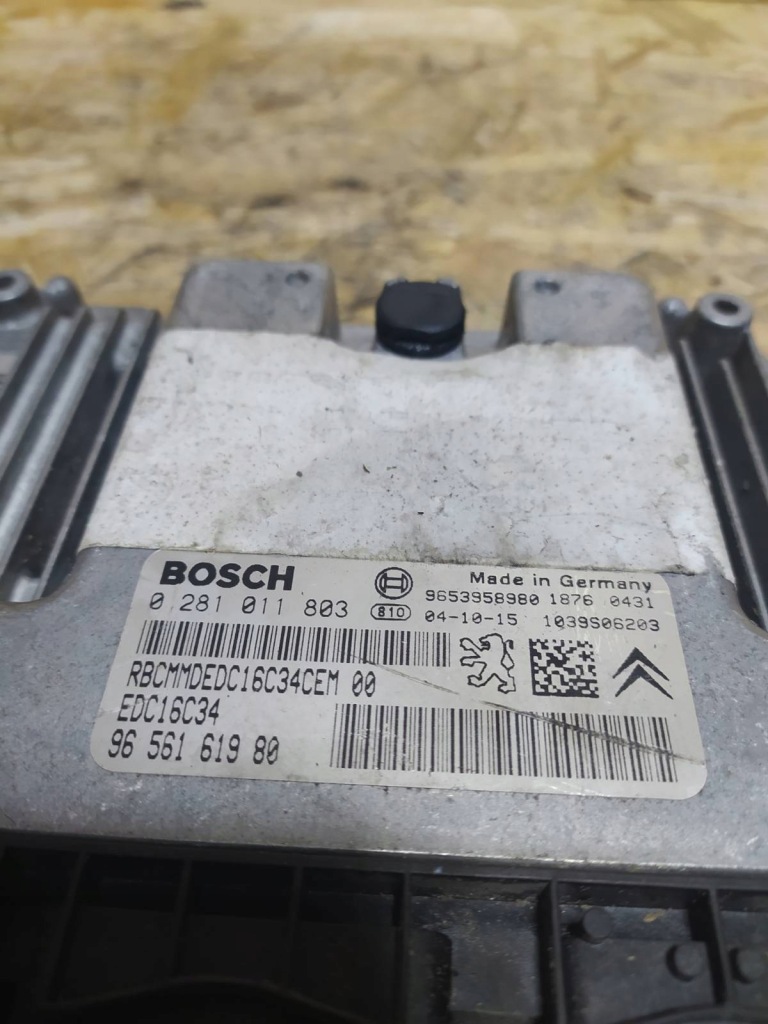 BOSCH
Made in Germany
9653958980 1876 0431
0 281 011 803
810
04-10-15 1039S06203
RBCMMDEDC16C34CEM 00
EDC16C34
96 561 619 80